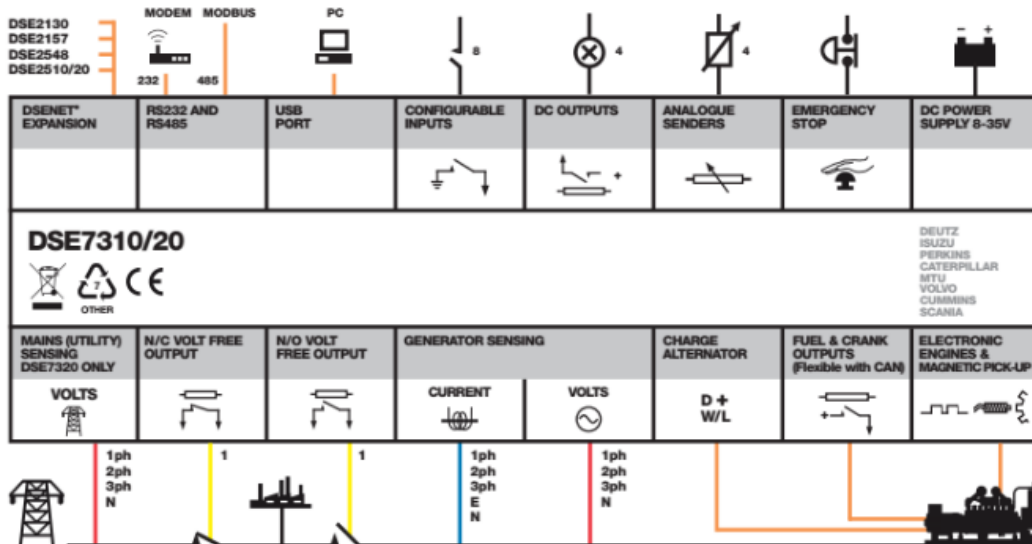 DSE2130
DSE2157
DSE2548
DSE2510/20
MODEM
MODBUS
PC
232
485
8
4
4
- +
DSENET*
EXPANSION
RS232 AND
RS485
USB
PORT
CONFIGURABLE
INPUTS
DC OUTPUTS
ANALOGUE
SENDERS
EMERGENCY
STOP
DC POWER
SUPPLY 8-35V
+
DSE7310/20
7
OTHER
CE
DEUTZ
ISUZU
PERKINS
CATERPILLAR
MTU
VOLVO
CUMMINS
SCANIA
MAINS (UTILITY)
SENSING
DSE7320 ONLY
N/C VOLT FREE
OUTPUT
N/O VOLT
FREE OUTPUT
GENERATOR SENSING
CHARGE
ALTERNATOR
FUEL & CRANK
OUTPUTS
(Flexible with CAN)
ELECTRONIC
ENGINES &
MAGNETIC PICK-UP
VOLTS
CURRENT
VOLTS
D +
W/L
+
1ph
2ph
3ph
N
1
1
1ph
2ph
3ph
E
N
1ph
2ph
3ph
N